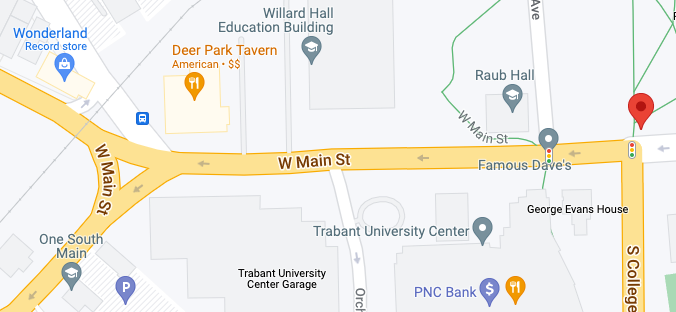 Willard Hall
Education Building
Ave
Wonderland
Record store
Deer Park Tavern
American • $$
Raub Hall
W Main St
W Main St
W Main St
Famous Dave's
George Evans House
One South
Main
Trabant University Center
Trabant University
Center Garage
P
Orch
PNC Bank
$
S College